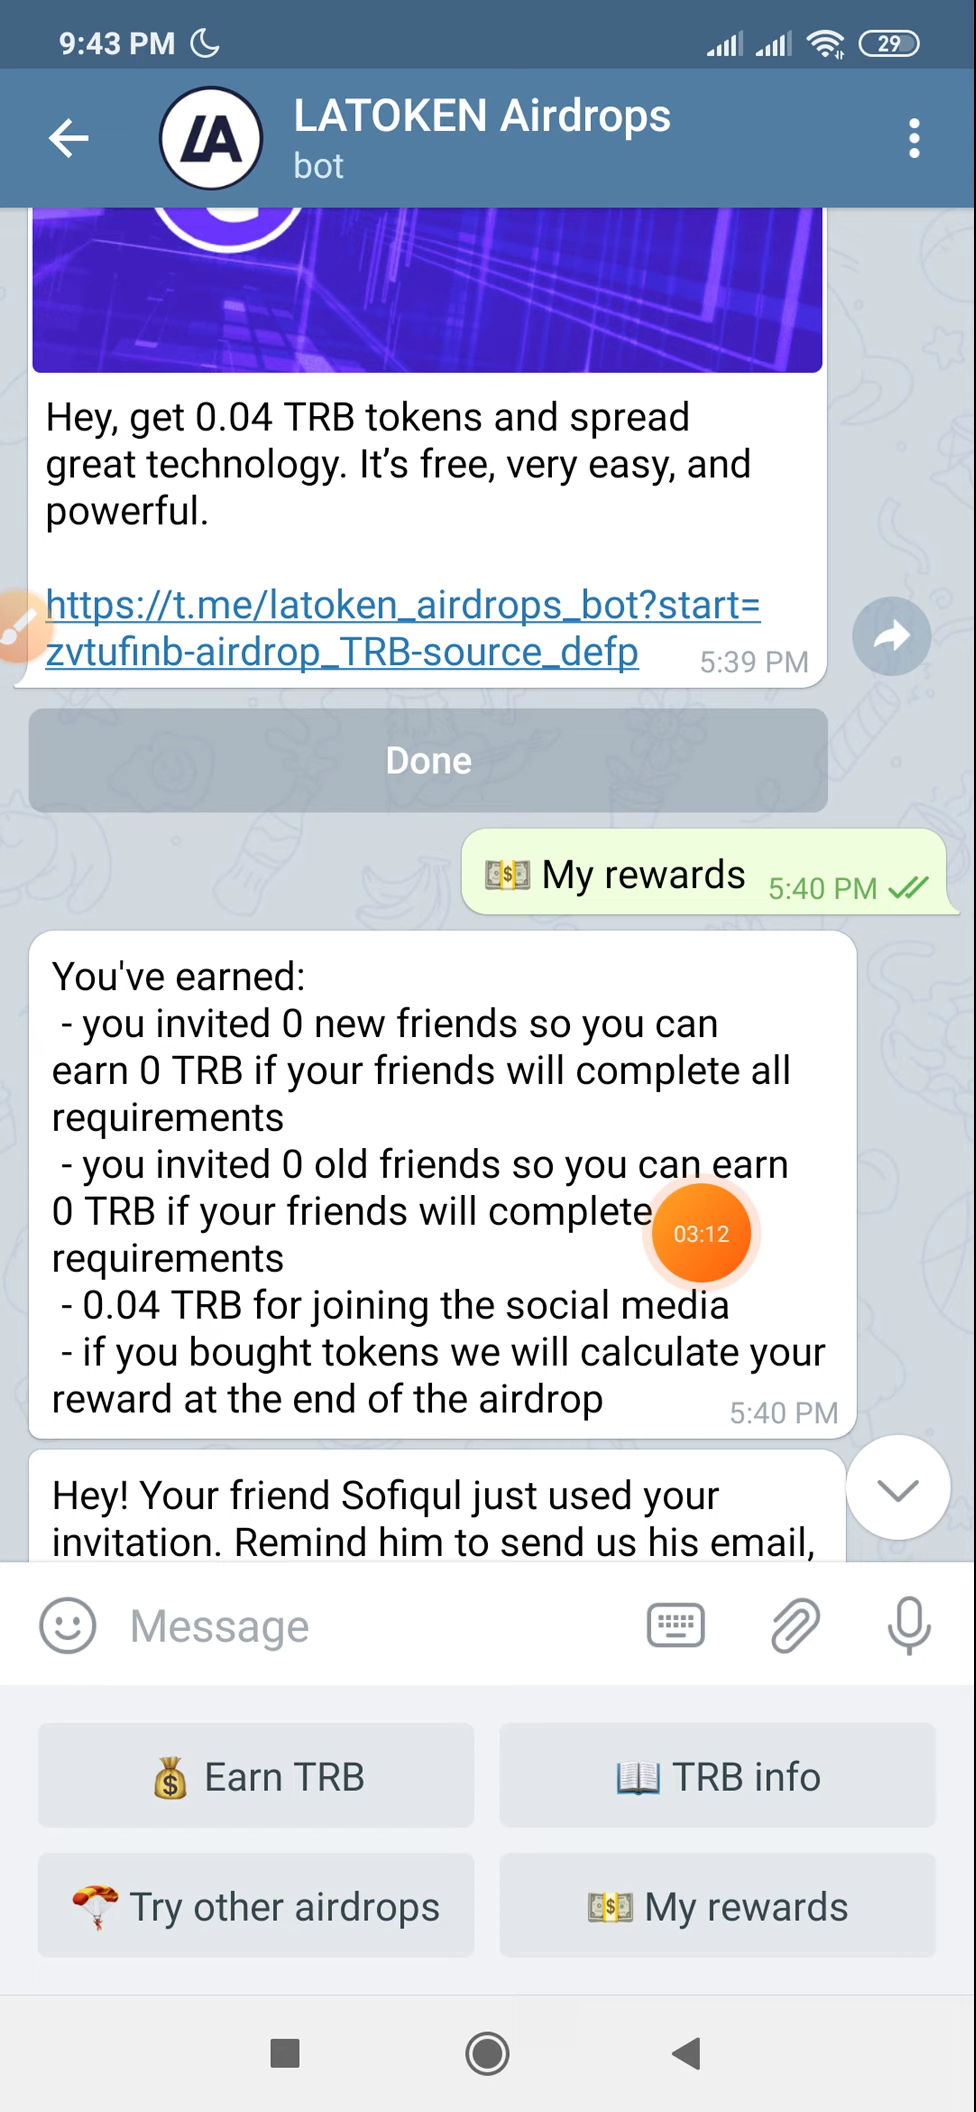 9:43 PM
29
LA
LATOKEN Airdrops
bot
Hey, get 0.04 TRB tokens and spread
great technology. It’s free, very easy, and
powerful.
https://t.me/latoken_airdrops_bot?start=
zvtufinb-airdrop_TRB-source_defp 5:39 PM
Done
My rewards 5:40 PM
You've earned:
- you invited 0 new friends so you can
earn 0 TRB if your friends will complete all
requirements
- you invited 0 old friends so you can earn
0 TRB if your friends will complete
03:12
requirements
- 0.04 TRB for joining the social media
- if you bought tokens we will calculate your
reward at the end of the airdrop 5:40 PM
Hey! Your friend Sofiqul just used your
invitation. Remind him to send us his email,
Message
Earn TRB
TRB info
Try other airdrops
My rewards